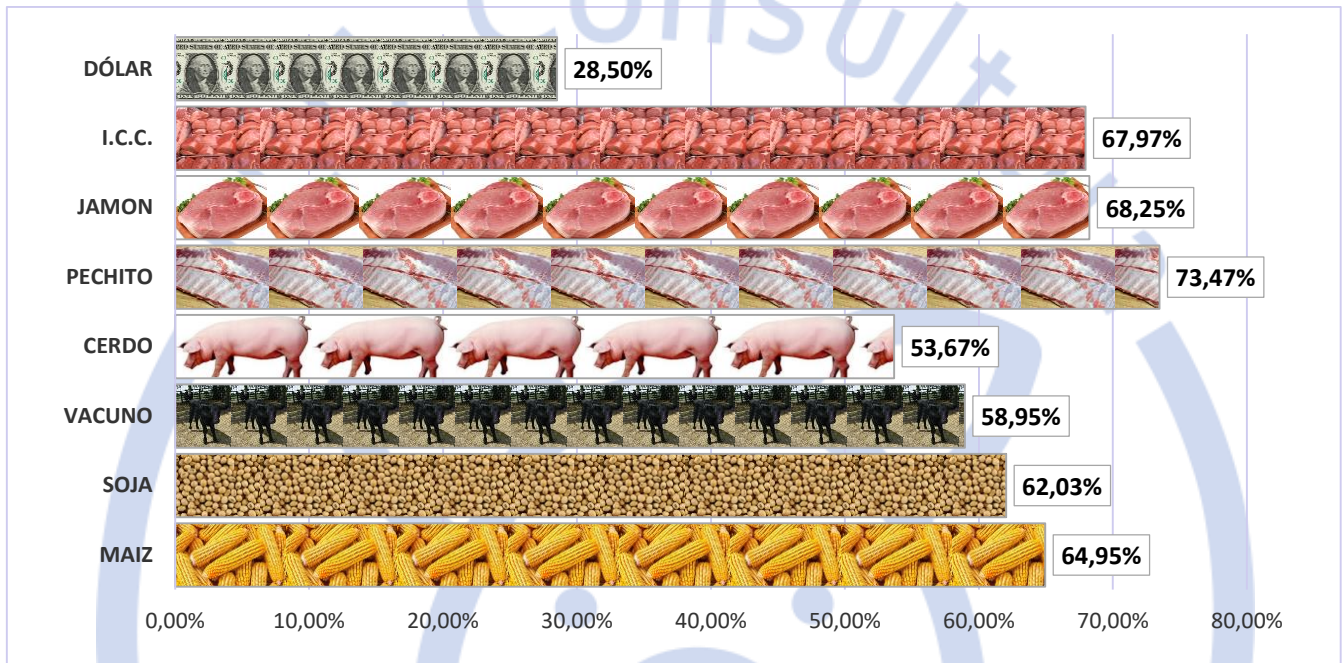 Consult
DÓLAR 28,50%
I.C.C. 67,97%
JAMON 68,25%
PECHITO 73,47%
CERDO 53,67%
VACUNO 58,95%
SOJA 62,03%
MAIZ 64,95%
0,00% 10,00% 20,00% 30,00% 40,00% 50,00% 60,00% 70,00% 80,00%